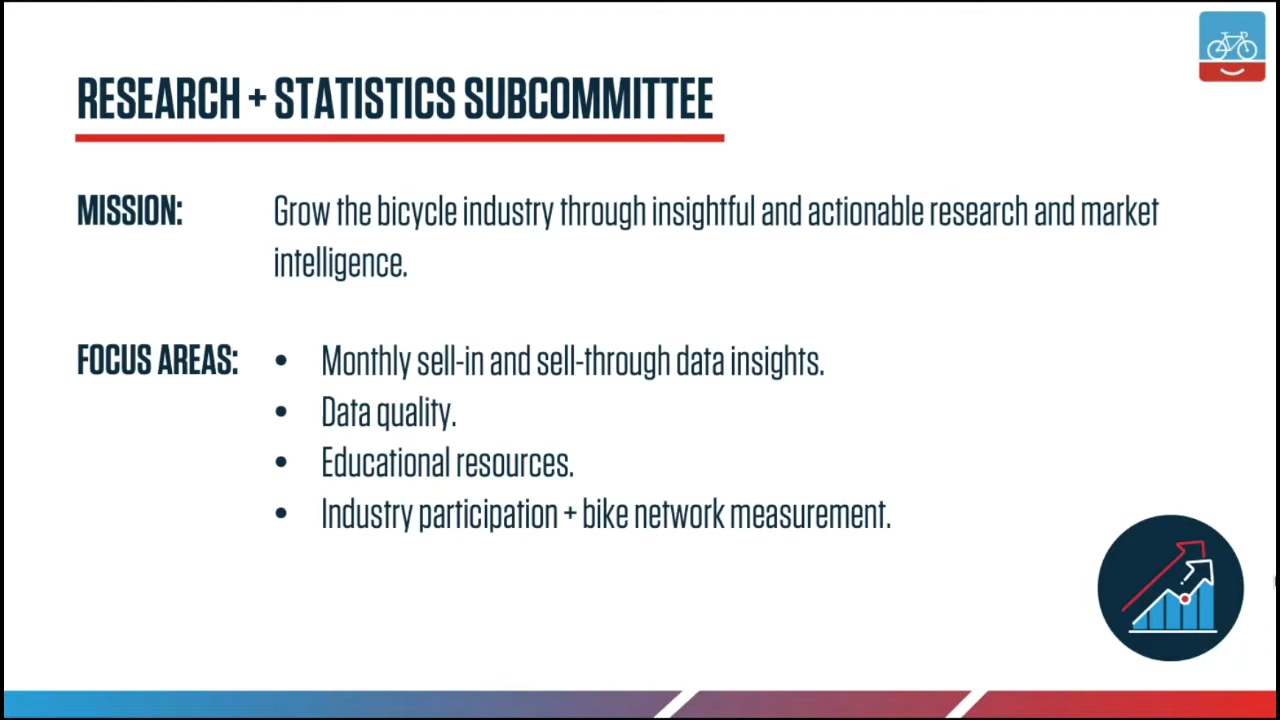 RESEARCH + STATISTICS SUBCOMMITTEE
MISSION: Grow the bicycle industry through insightful and actionable research and market
intelligence.
FOCUS AREAS: • Monthly sell-in and sell-through data insights.
• Data quality.
• Educational resources.
• Industry participation + bike network measurement.